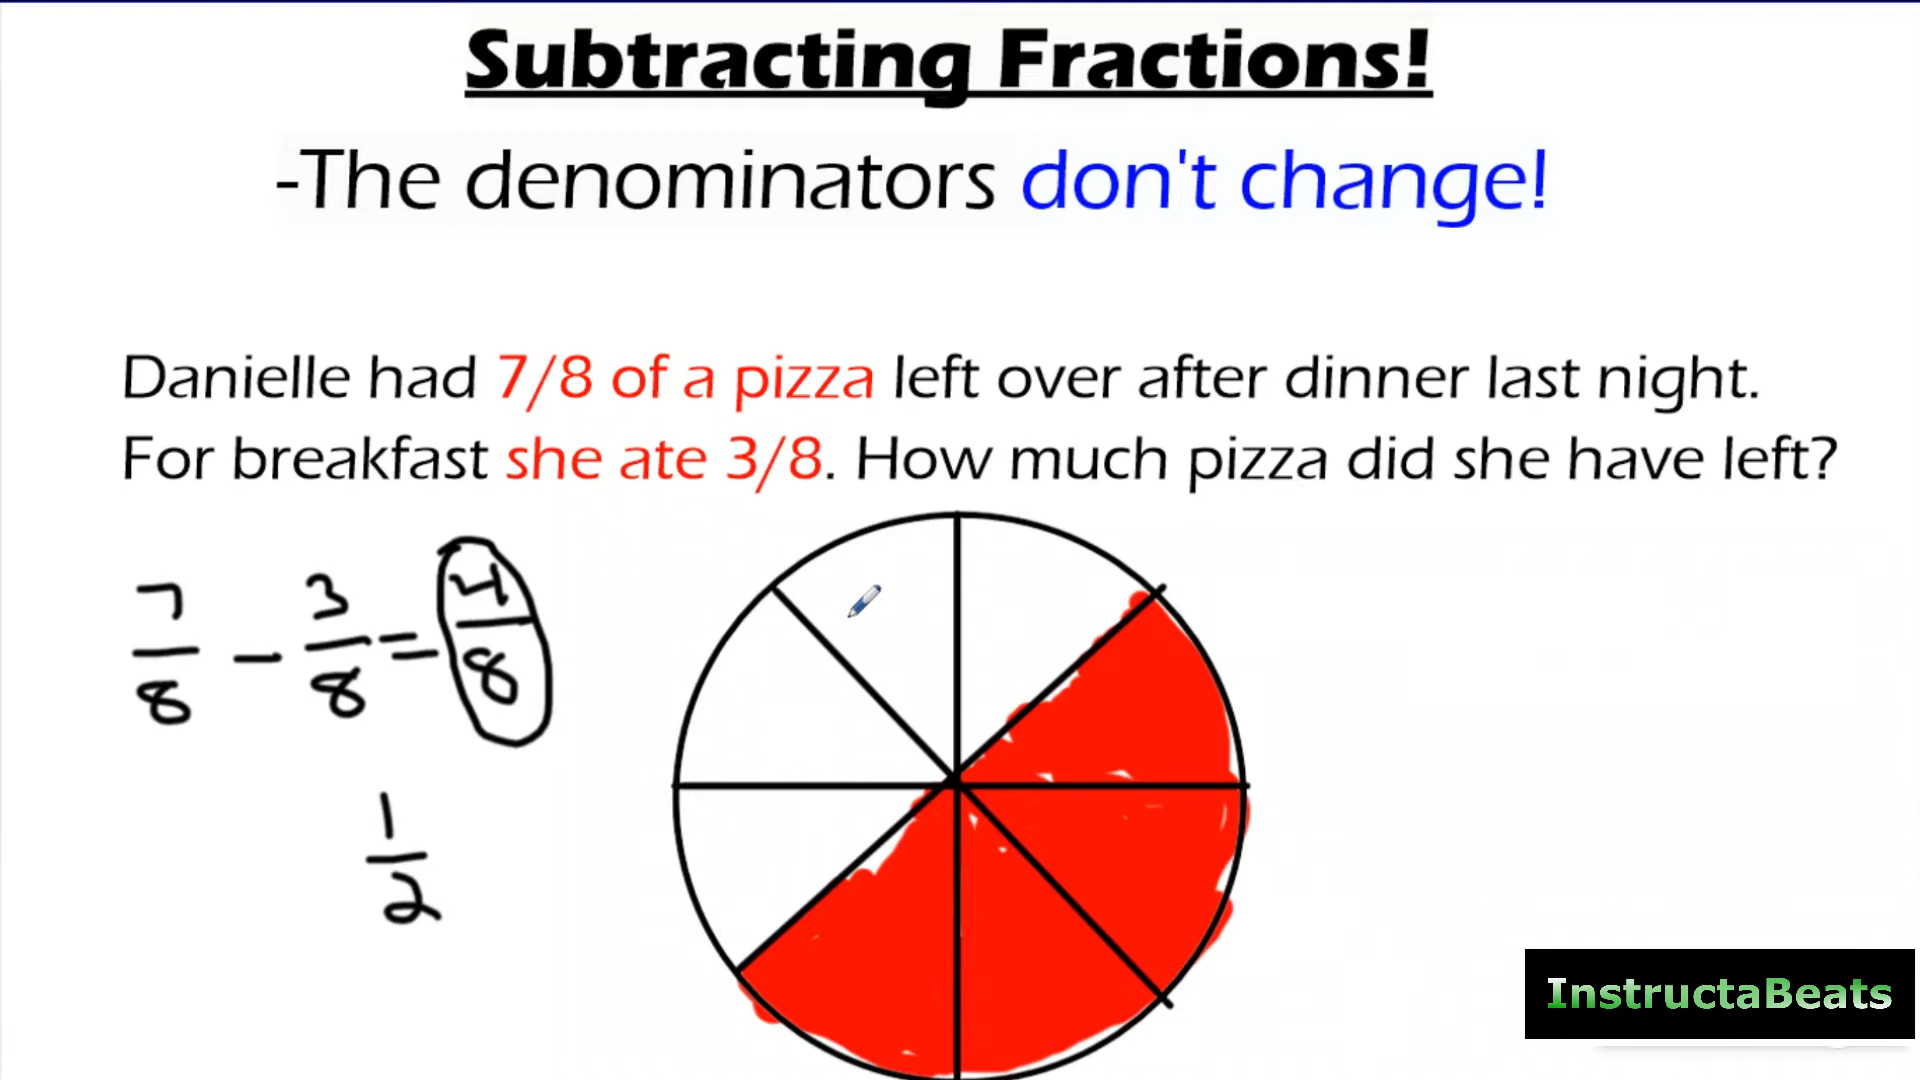 Subtracting Fractions!
-The denominators don't change!
Danielle had 7/8 of a pizza left over after dinner last night.
For breakfast she ate 3/8. How much pizza did she have left?
7/8 - 3/8 = 4/8
1/2
InstructaBeats